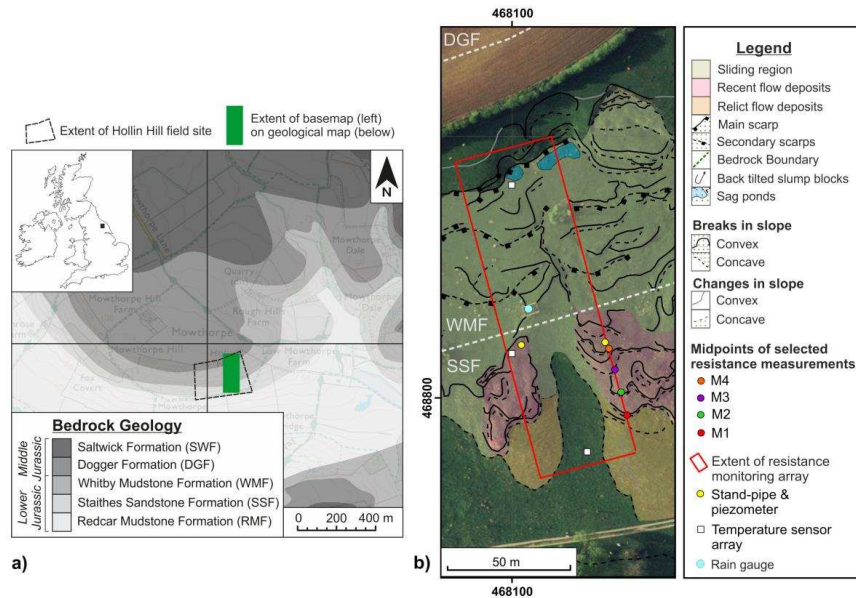 Extent of Hollin Hill field site
Extent of basemap (left)
on geological map (below)
N
Mowthorpe Dale
Quarry
Mowthorpe Hill
Farm
Rough Hills
Farm
Mowthorpe
Mowthorpe
Dale
Mowthorpe Hill
Low Mowthorpe
Farm
Fox
Covert
Bedrock Geology
Middle
Jurassic
Lower
Jurassic
Saltwick Formation (SWF)
Dogger Formation (DGF)
Whitby Mudstone Formation (WMF)
Staithes Sandstone Formation (SSF)
Redcar Mudstone Formation (RMF)
0 200 400 m
a)
468100
DGF
WMF
SSF
468800
50 m
468100
b)
Legend
Sliding region
Recent flow deposits
Relict flow deposits
Main scarp
Secondary scarps
Bedrock Boundary
Back tilted slump blocks
Sag ponds
Breaks in slope
Convex
Concave
Changes in slope
Convex
Concave
Midpoints of selected
resistance measurements
M4
M3
M2
M1
Extent of resistance
monitoring array
Stand-pipe &
piezometer
Temperature sensor
array
Rain gauge